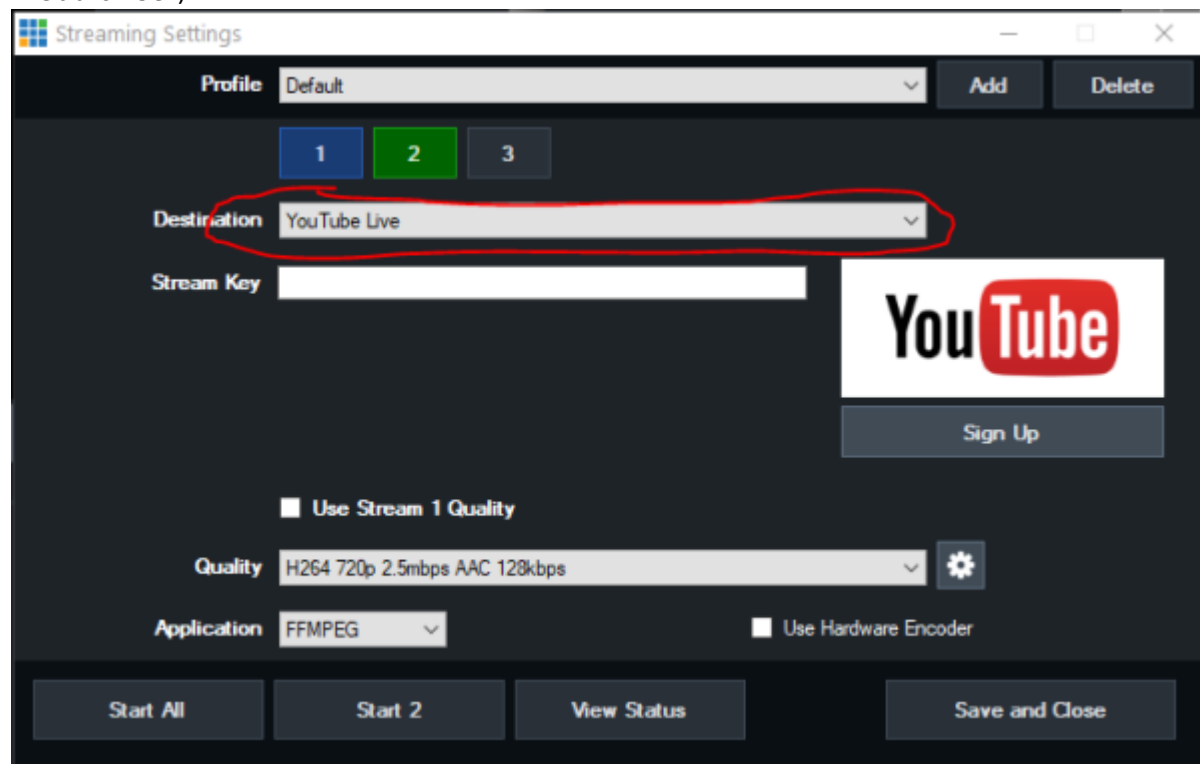 Streaming Settings
Profile Default Add Delete
1 2 3
Destination YouTube Live
Stream Key
YouTube
Sign Up
Use Stream 1 Quality
Quality H264 720p 2.5mbps AAC 128kbps
Application FFMPEG Use Hardware Encoder
Start All Start 2 View Status Save and Close